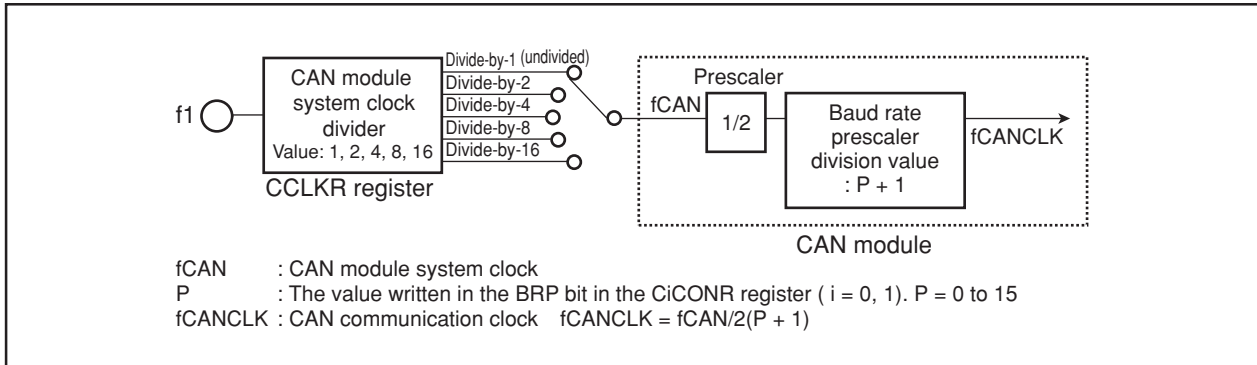 f1
CAN module
system clock
divider
Value: 1, 2, 4, 8, 16
CCLKR register
Divide-by-1 (undivided)
Divide-by-2
Divide-by-4
Divide-by-8
Divide-by-16
fCAN
Prescaler
1/2
Baud rate
prescaler
division value
: P + 1
fCANCLK
CAN module
fCAN : CAN module system clock
P : The value written in the BRP bit in the CiCONR register ( i = 0, 1). P = 0 to 15
fCANCLK : CAN communication clock fCANCLK = fCAN/2(P + 1)